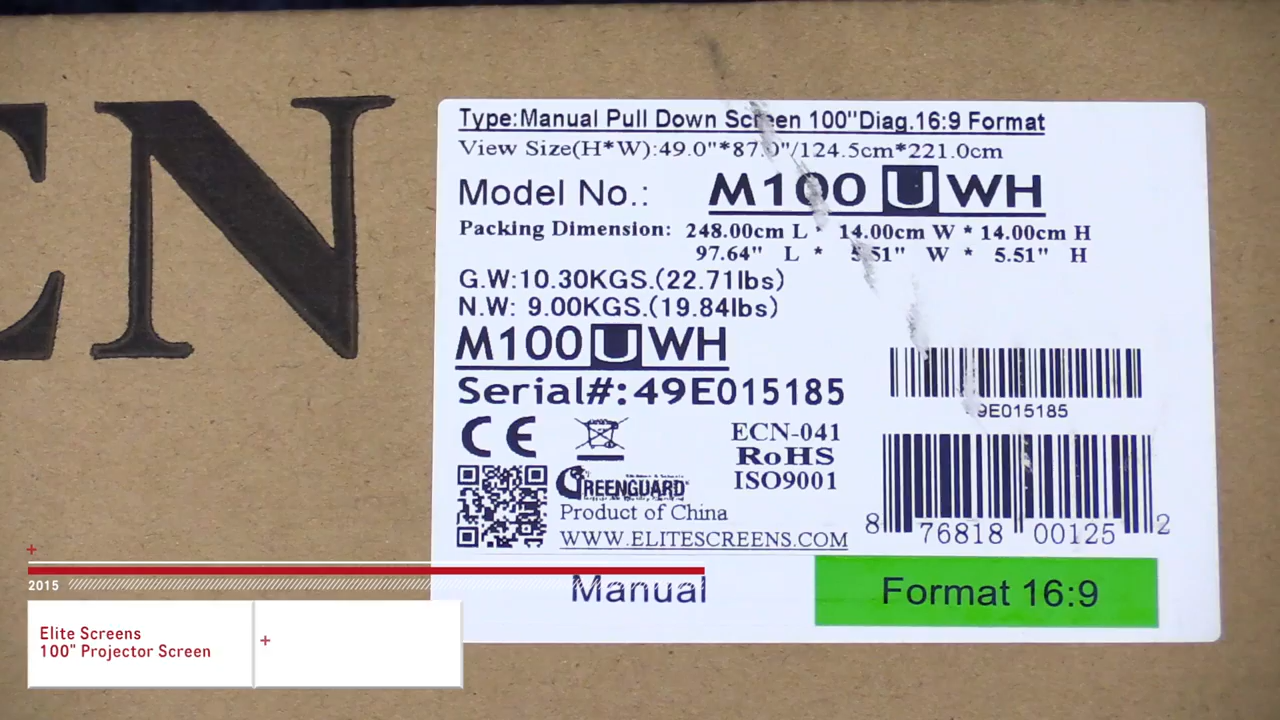 EN
Type:Manual Pull Down Screen 100"Diag.16:9 Format
View Size(H*W):49.0"*87.0"/124.5cm*221.0cm
Model No.: M100UWH
Packing Dimension: 248.00cm L * 14.00cm W * 14.00cm H
97.64" L * 5.51" W * 5.51" H
G.W:10.30KGS.(22.71lbs)
N.W: 9.00KGS.(19.84lbs)
M100UWH
Serial#:49E015185
49E015185
CE
ECN-041
RoHS
ISO9001
GREENGUARD
Product of China
WWW.ELITESCREENS.COM
8 76818 00125 2
Manual
Format 16:9
2015
Elite Screens
100" Projector Screen